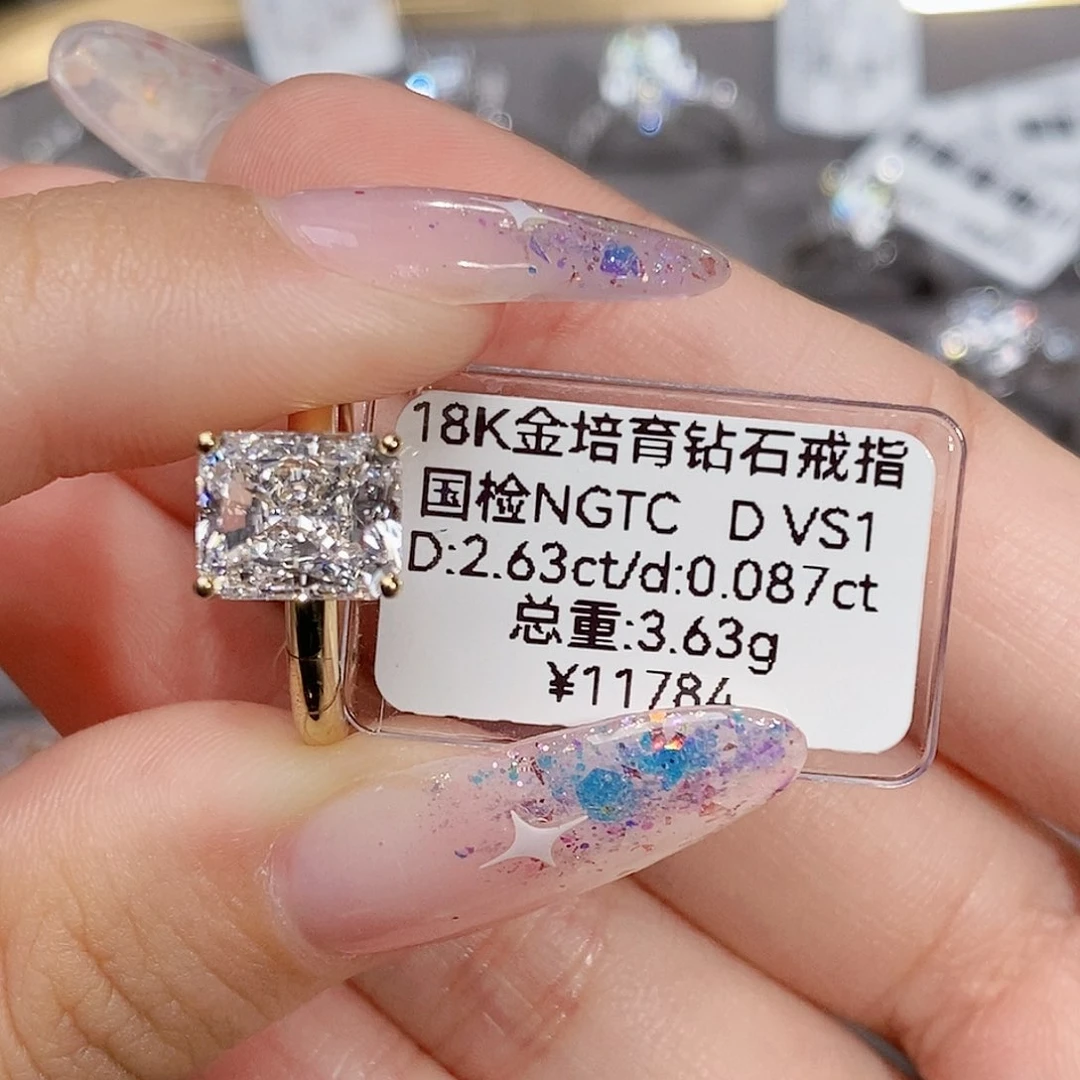 18K金培育钻石戒指
国检NGTC D VS1
D:2.63ct/d:0.087ct
总重:3.63g
¥11784